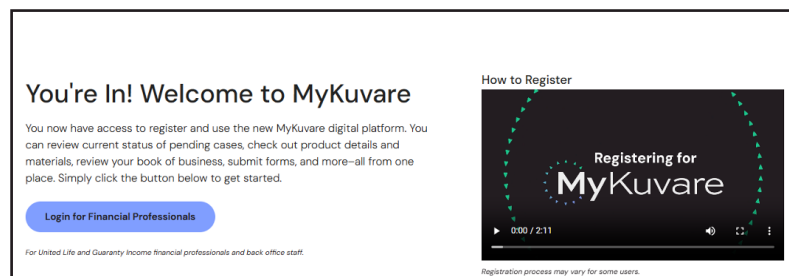 You're In! Welcome to MyKuvare
You now have access to register and use the new MyKuvare digital platform. You
can review current status of pending cases, check out product details and
materials, review your book of business, submit forms, and more–all from one
place. Simply click the button below to get started.
Login for Financial Professionals
For United Life and Guaranty Income financial professionals and back office staff.
How to Register
Registering for
MyKuvare
0:00 / 2:11
Registration process may vary for some users.